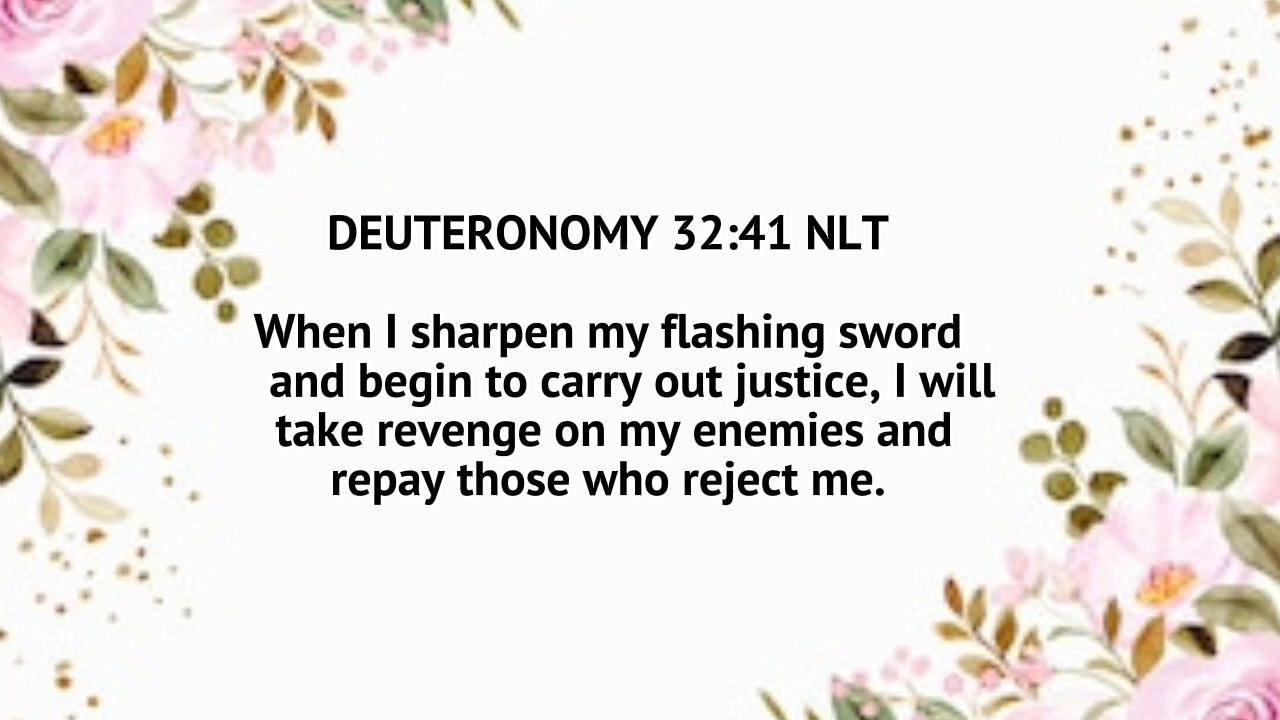 DEUTERONOMY 32:41 NLT
When I sharpen my flashing sword
and begin to carry out justice, I will
take revenge on my enemies and
repay those who reject me.